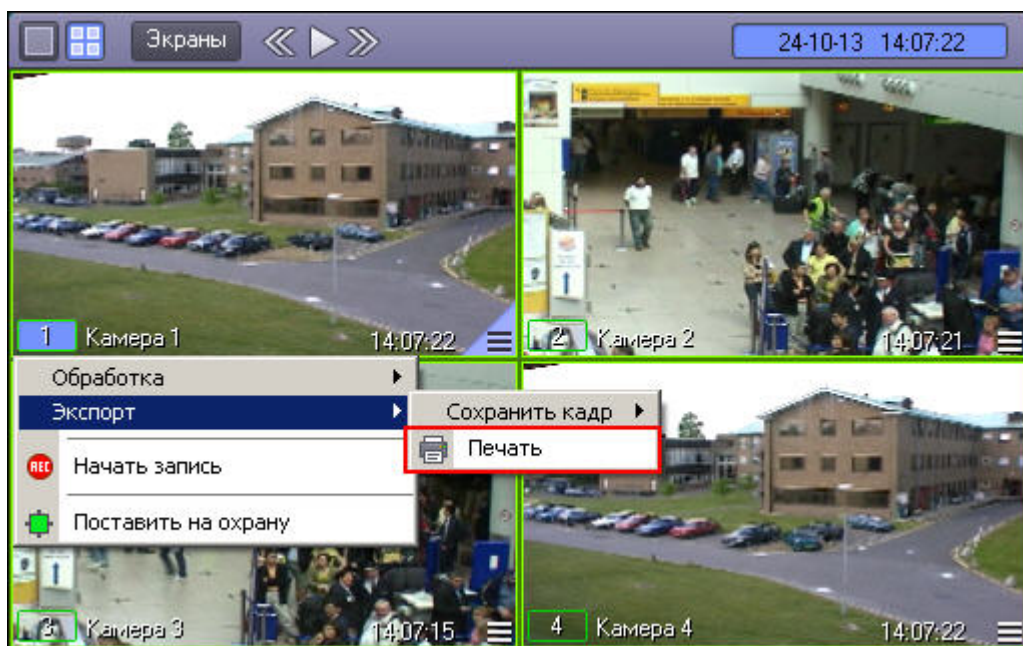 Экраны
24-10-13 14:07:22
1 Камера 1 14:07:22
2 Камера 2 14:07:21
Обработка
Экспорт
Сохранить кадр
Печать
REC Начать запись
Поставить на охрану
3 Камера 3 14:07:15
4 Камера 4 14:07:22